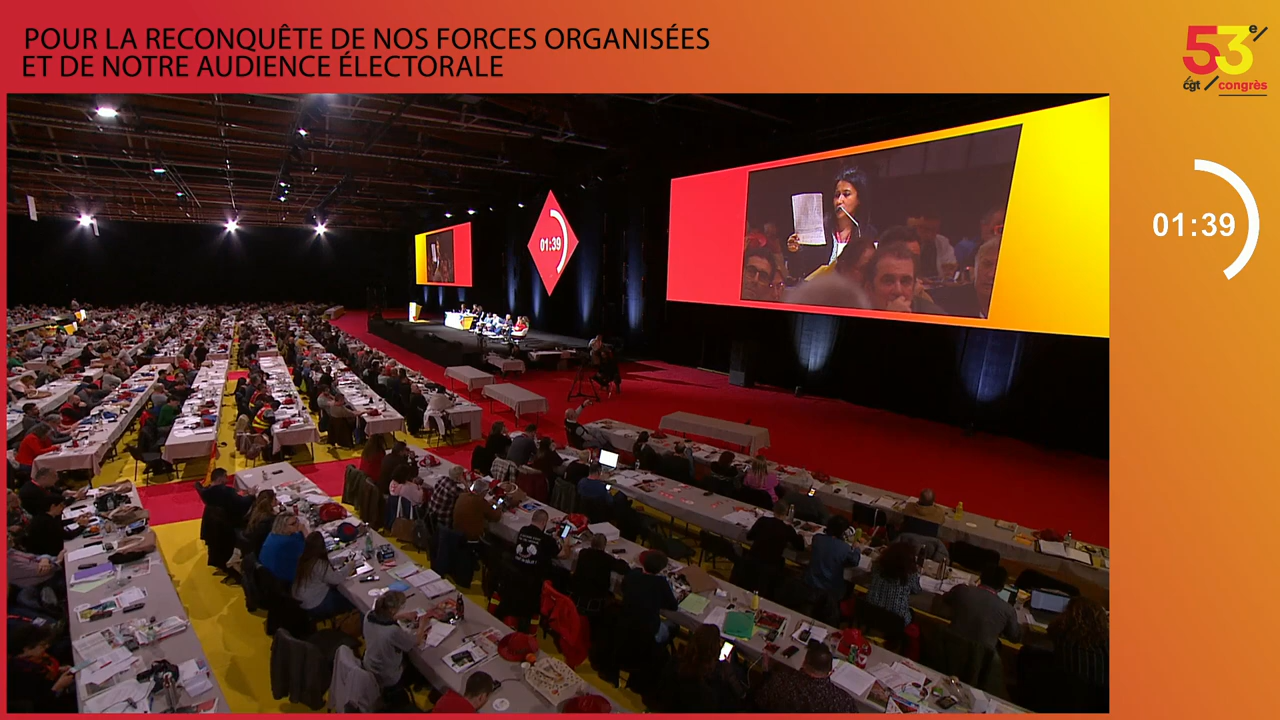 POUR LA RECONQUÊTE DE NOS FORCES ORGANISÉES
ET DE NOTRE AUDIENCE ÉLECTORALE
53e/
la cgt / congrès
01:39
01:39